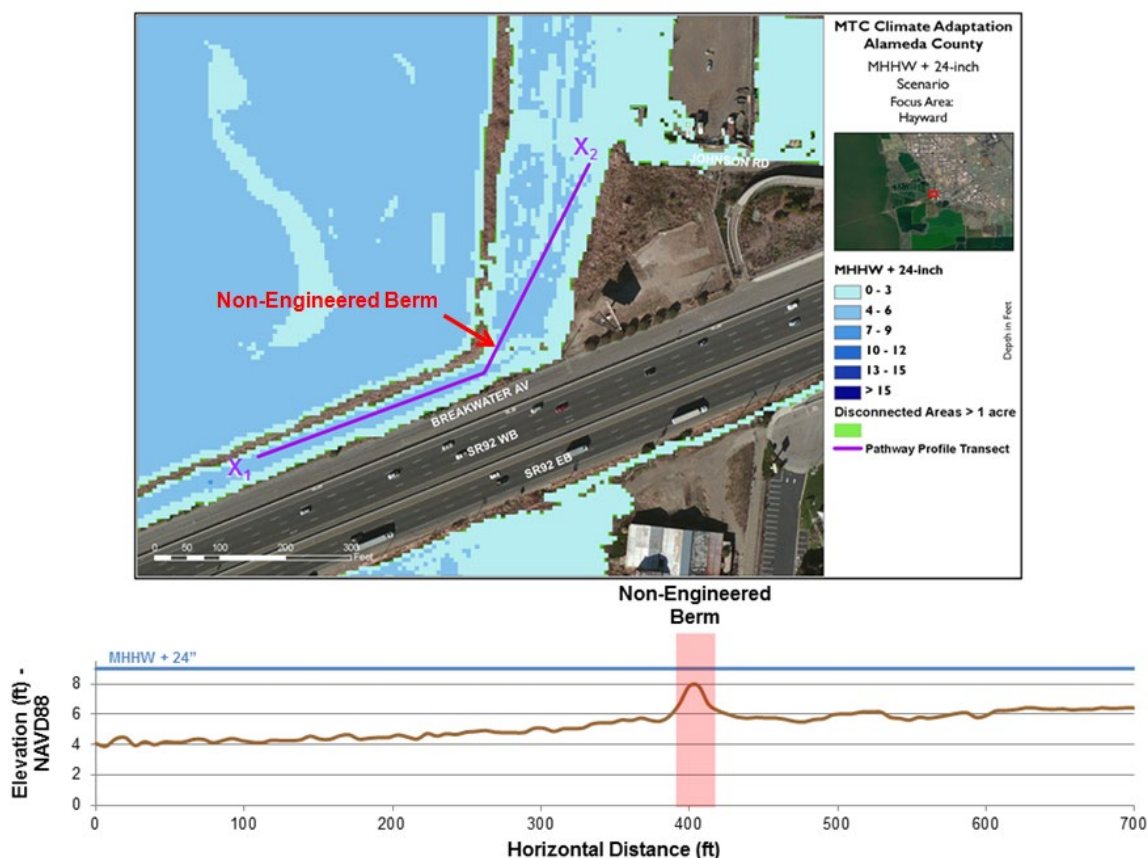 MTC Climate Adaptation
Alameda County
MHHW + 24-inch
Scenario
Focus Area:
Hayward
X2
JOHNSON RD
Non-Engineered Berm
BREAKWATER AV
SR92 WB
SR92 EB
X1
0 50 100 200 300
Feet
MHHW + 24-inch
0 - 3
4 - 6
7 - 9
10 - 12
13 - 15
> 15
Depth in Feet
Disconnected Areas > 1 acre
Pathway Profile Transect
Non-Engineered
Berm
MHHW + 24”
Elevation (ft) -
NAVD88
8
6
4
2
0
0 100 200 300 400 500 600 700
Horizontal Distance (ft)